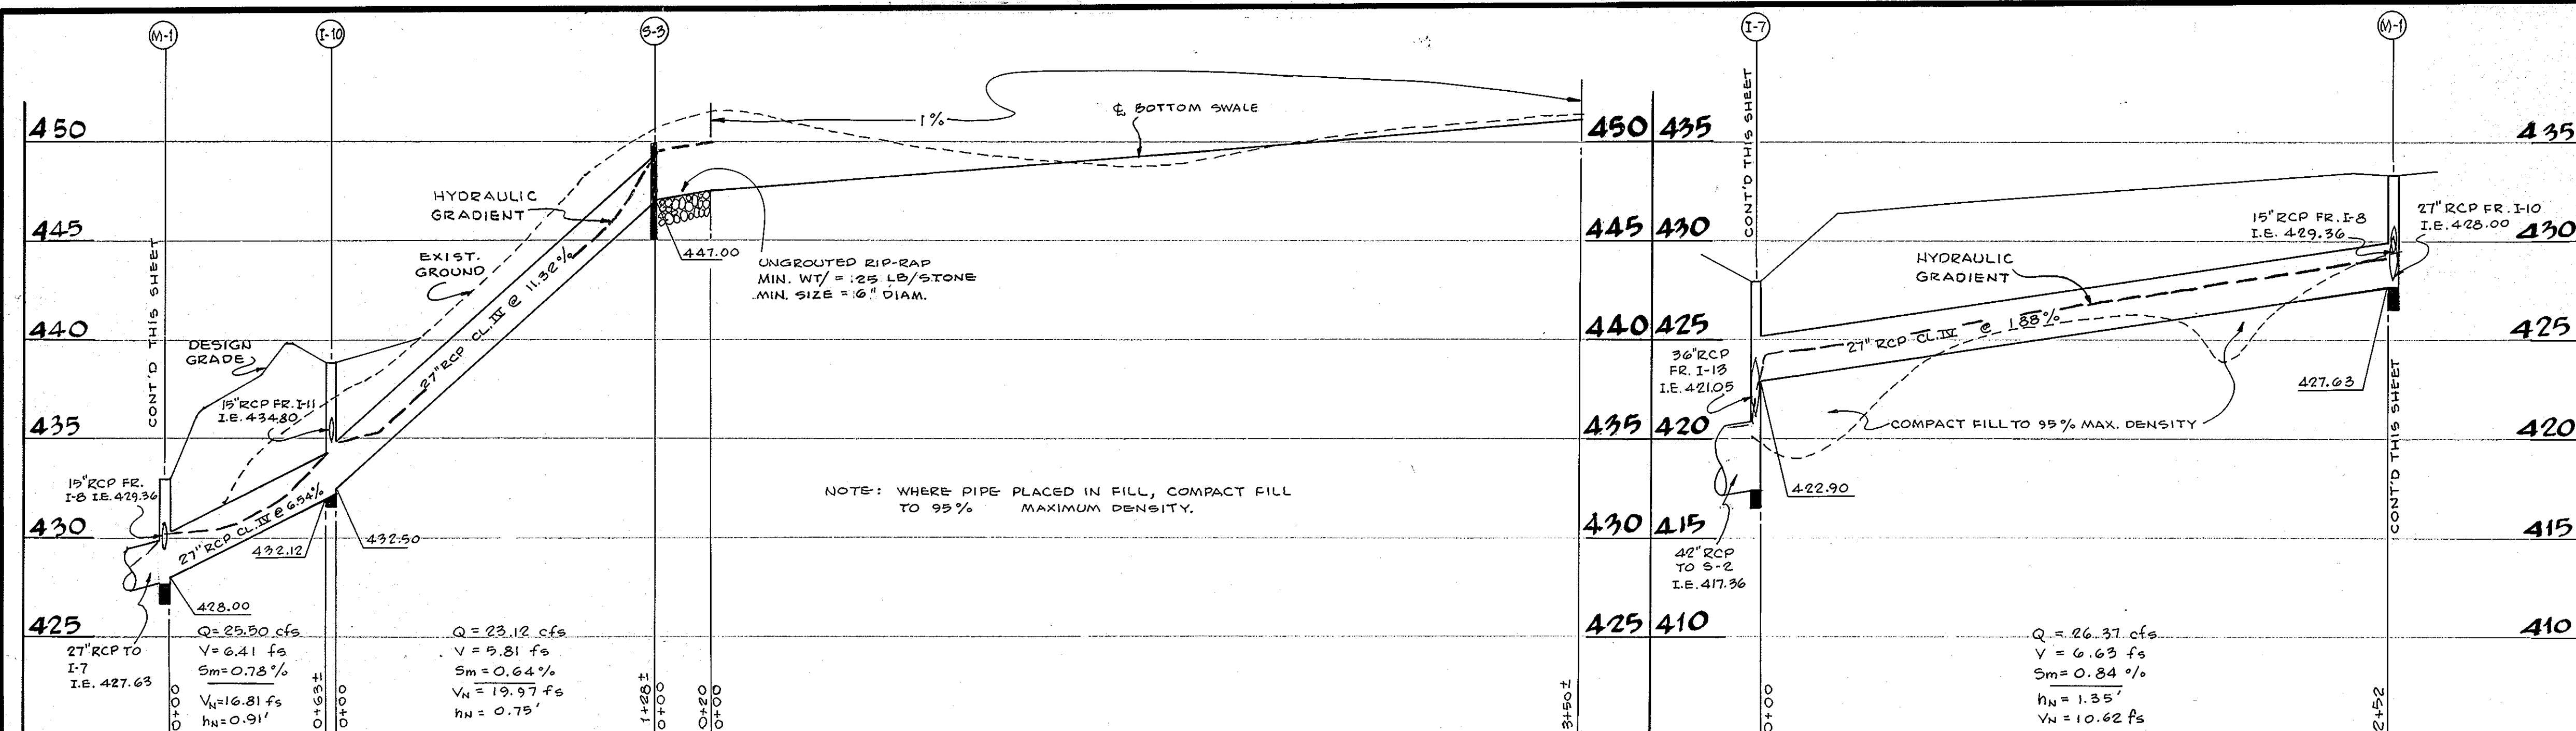 M-1
I-10
S-3
I-7
M-1
450
445
440
435
430
425
CONT'D THIS SHEET
DESIGN
GRADE
HYDRAULIC
GRADIENT
EXIST.
GROUND
15"RCP FR. I-11
I.E. 434.80
15"RCP FR.
I-8 I.E. 429.36
27" RCP CL. IV @ 6.54%
27" RCP CL. IV @ 11.32%
432.12
432.50
428.00
27"RCP TO
I-7
I.E. 427.63
Q=25.50 cfs
V=6.41 fs
Sm=0.78%
VN=16.81 fs
hN=0.91'
Q = 23.12 cfs
V = 5.81 fs
Sm = 0.64%
VN = 19.97 fs
hN = 0.75'
0+00
0+63±
0+00
1+28±
0+00
0+20
0+00
3+50±
1%
℄ BOTTOM SWALE
447.00
UNGROUTED RIP-RAP
MIN. WT/ = 25 LB/STONE
MIN. SIZE = 6" DIAM.
NOTE: WHERE PIPE PLACED IN FILL, COMPACT FILL
TO 95% MAXIMUM DENSITY.
450 435
445 430
440 425
435 420
430 415
425 410
CONT'D THIS SHEET
36"RCP
FR. I-13
I.E. 421.05
42"RCP
TO S-2
I.E. 417.36
422.90
HYDRAULIC
GRADIENT
27" RCP CL. IV @ 1.88%
COMPACT FILL TO 95% MAX. DENSITY
15"RCP FR. I-8
I.E. 429.36
27" RCP FR. I-10
I.E. 428.00
427.63
CONT'D THIS SHEET
Q = 26.37 cfs
V = 6.63 fs
Sm = 0.84 %
hN = 1.35'
VN = 10.62 fs
0+00
2+52
435
430
425
420
415
410